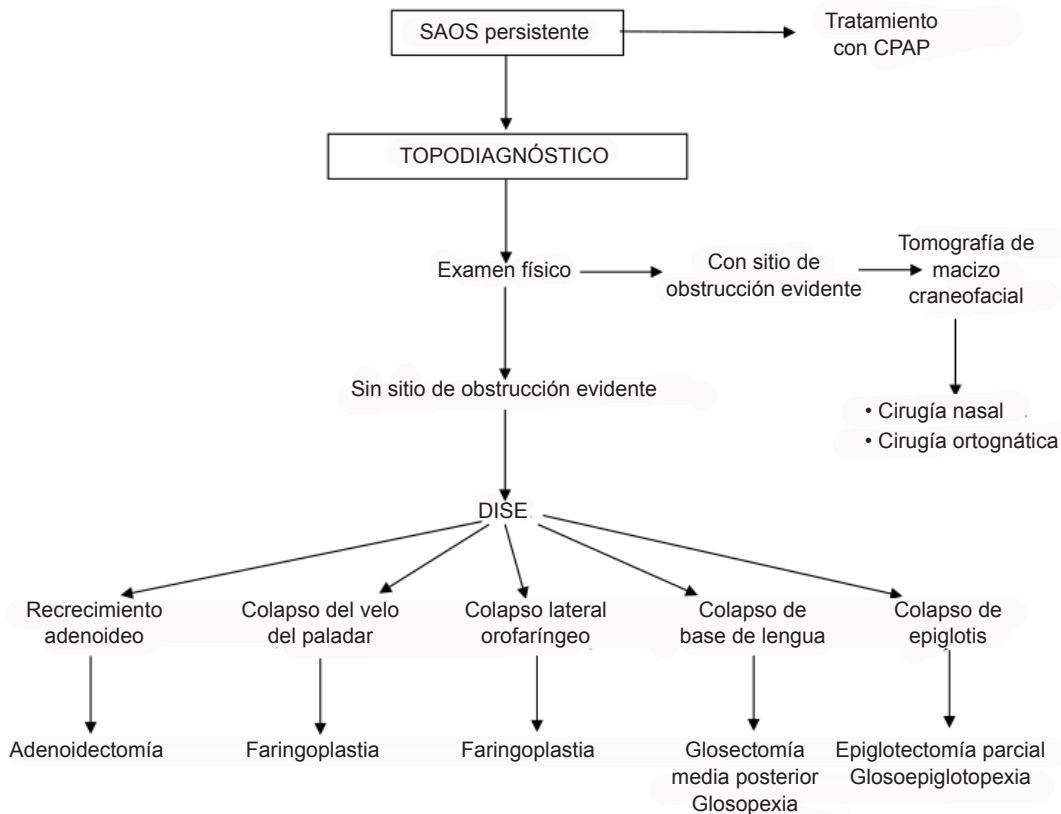 SAOS persistente
Tratamiento
con CPAP
TOPODIAGNÓSTICO
Examen físico
Con sitio de
obstrucción evidente
Tomografía de
macizo
craneofacial
Sin sitio de obstrucción evidente
• Cirugía nasal
• Cirugía ortognática
DISE
Recrecimiento
adenoideo
Colapso del velo
del paladar
Colapso lateral
orofaríngeo
Colapso de
base de lengua
Colapso de
epiglotis
Adenoidectomía
Faringoplastia
Faringoplastia
Glosectomía
media posterior
Glosopexia
Epiglotectomía parcial
Glosoepiglotopexia